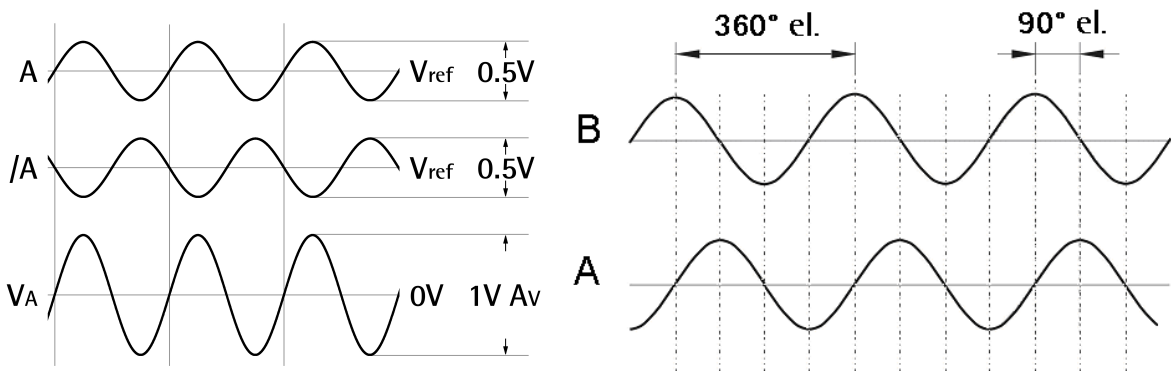 A Vref 0.5V
/A Vref 0.5V
VA 0V 1V AV
360° el. 90° el.
B
A